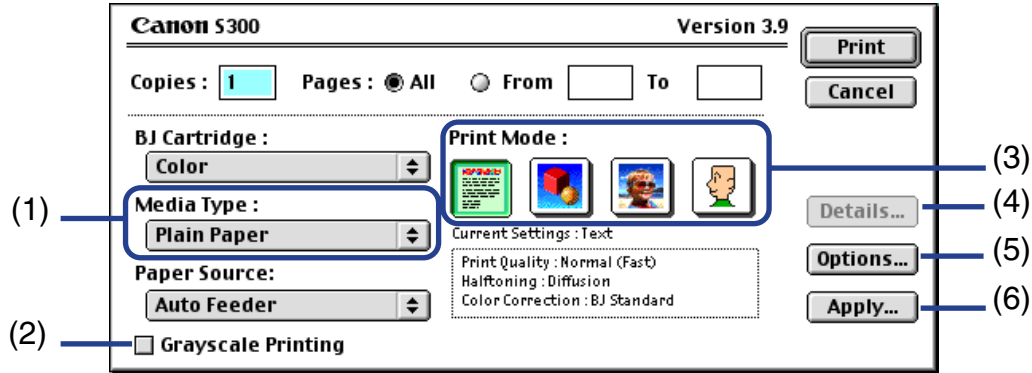 Canon S300 Version 3.9
Print
Copies : 1 Pages : All From To
Cancel
BJ Cartridge :
Color
Print Mode :
(3)
(1)
Media Type :
Plain Paper
Details...
(4)
Current Settings : Text
Print Quality : Normal (Fast)
Halftoning : Diffusion
Color Correction : BJ Standard
Options...
(5)
Paper Source:
Auto Feeder
Apply...
(6)
(2)
Grayscale Printing